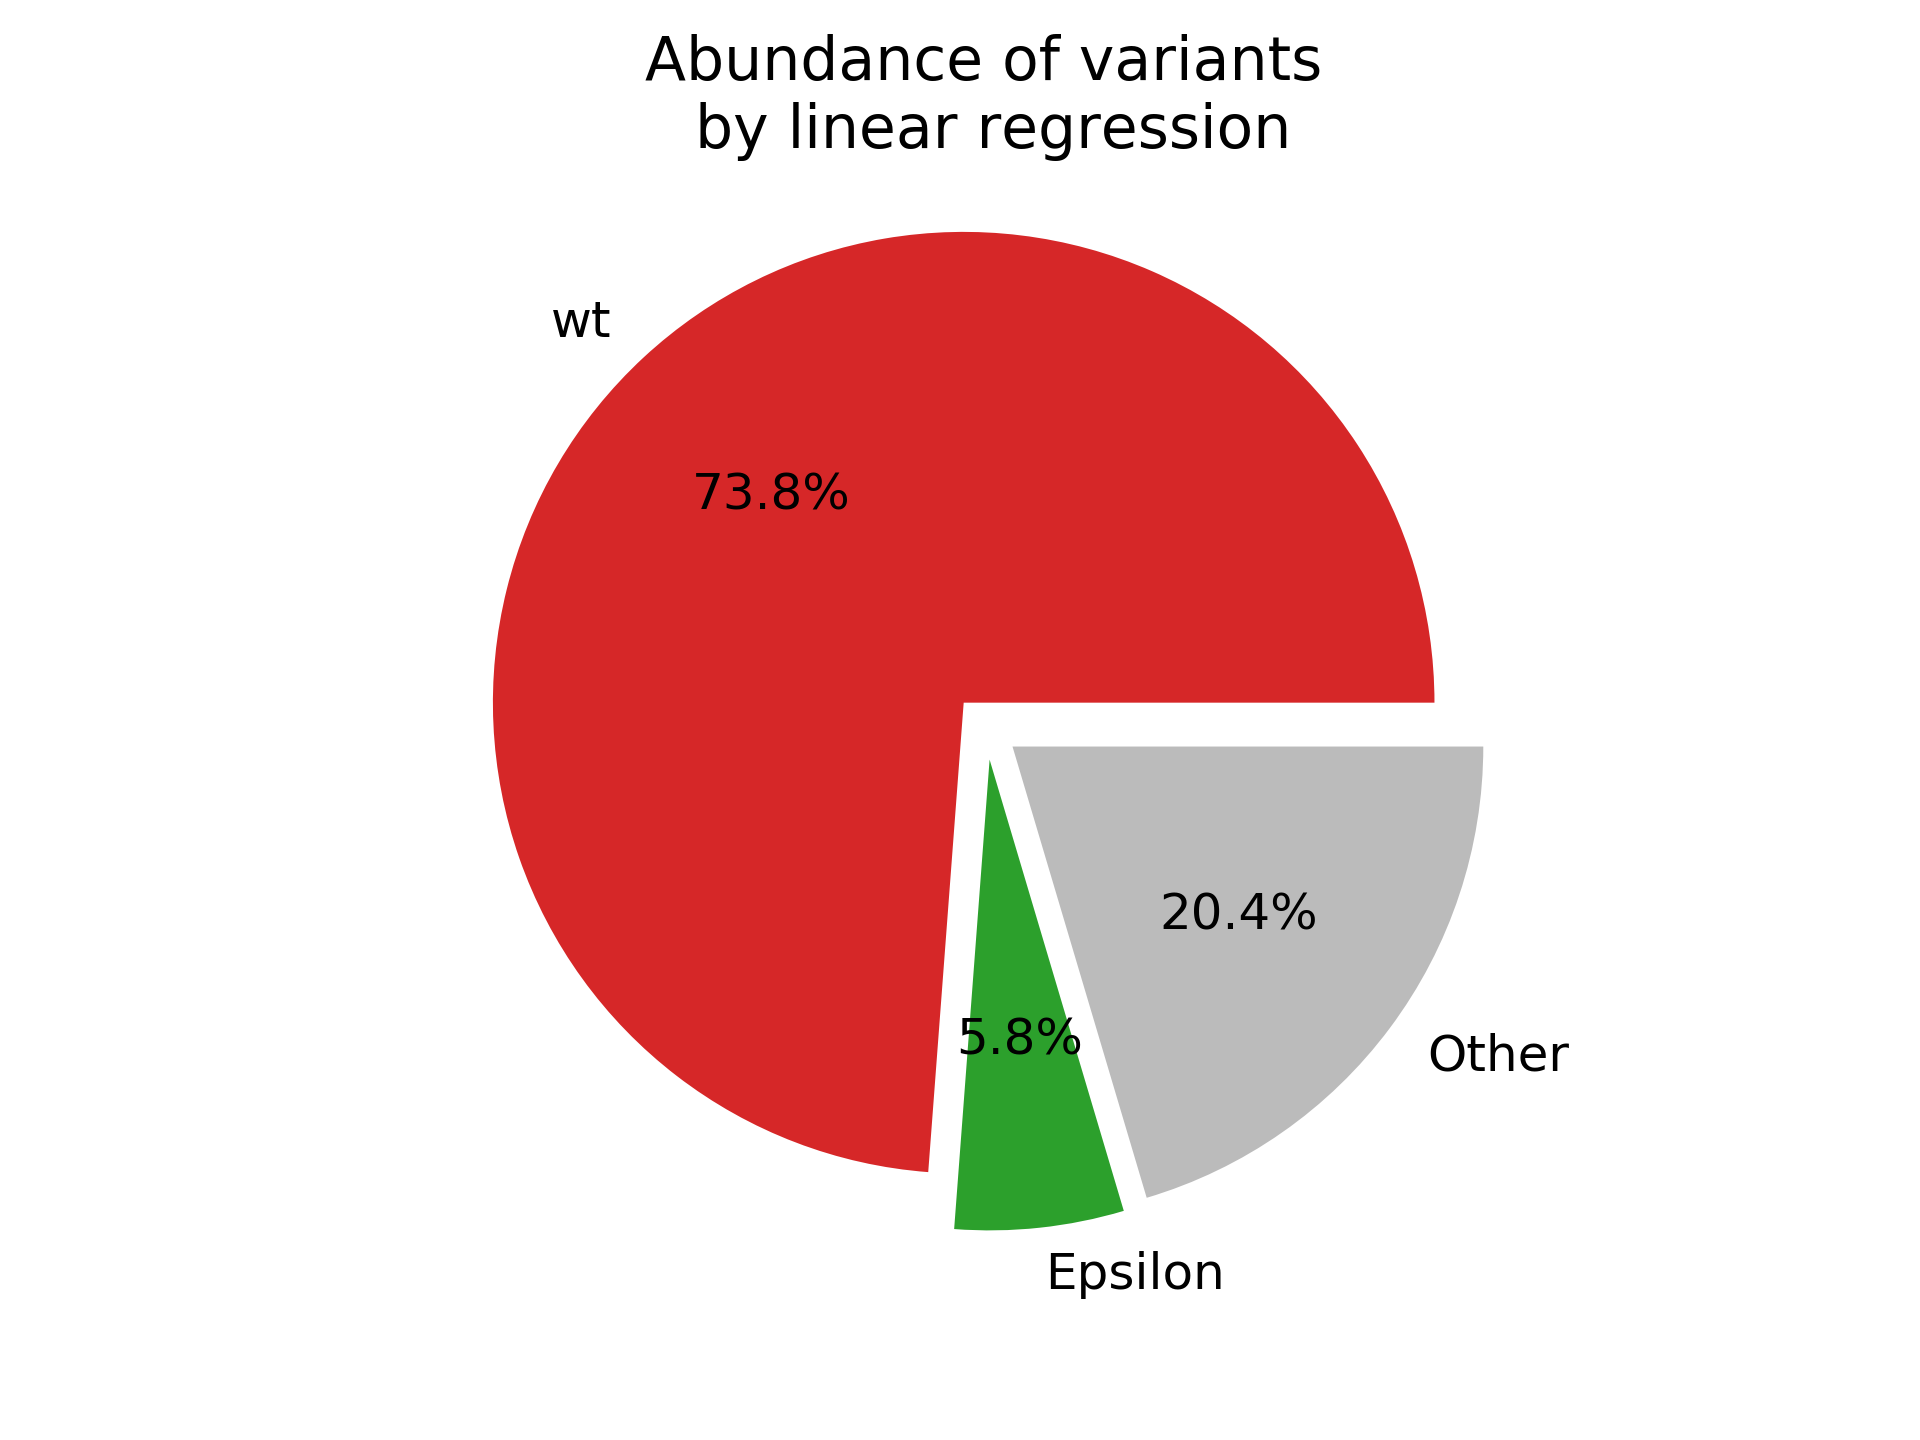 Abundance of variants
by linear regression
wt
73.8%
20.4%
5.8%
Other
Epsilon